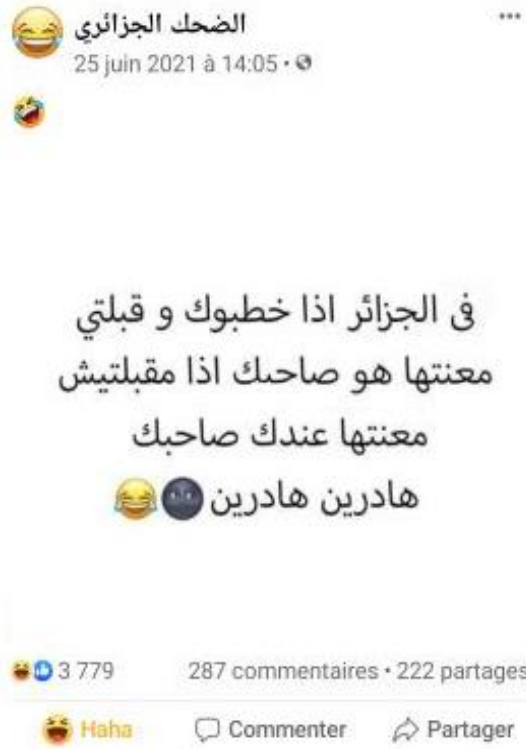 الضحك الجزائري
25 juin 2021 à 14:05
فى الجزائر اذا خطبوك و قبلتي
معنتها هو صاحبك اذا مقبلتيش
معنتها عندك صاحبك
هادرين هادرين
3 779
287 commentaires • 222 partages
Haha
Commenter
Partager